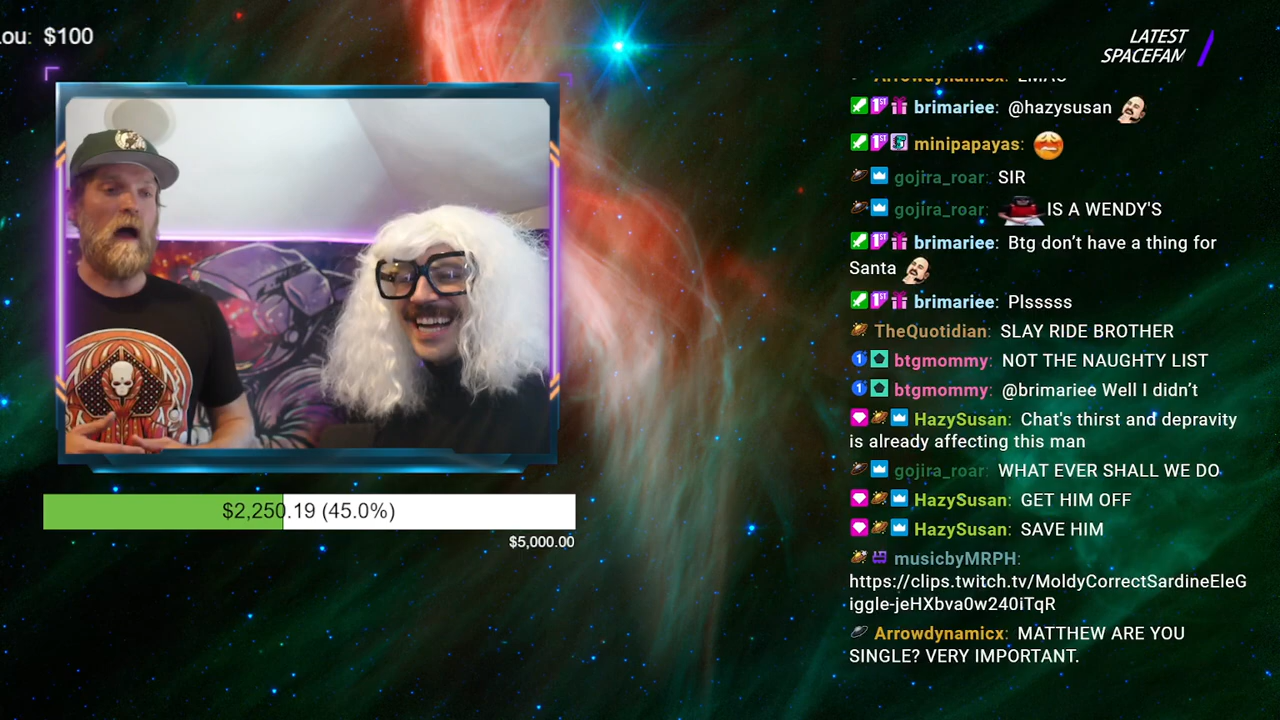 Lou: $100
LATEST
SPACEFAM
Arrowdynamicx: LMAO
brimariee: @hazysusan
minipapayas:
gojira_roar: SIR
gojira_roar: IS A WENDY'S
brimariee: Btg don't have a thing for
Santa
brimariee: Plsssss
TheQuotidian: SLAY RIDE BROTHER
btgmommy: NOT THE NAUGHTY LIST
btgmommy: @brimariee Well I didn't
HazySusan: Chat's thirst and depravity
is already affecting this man
gojira_roar: WHAT EVER SHALL WE DO
HazySusan: GET HIM OFF
HazySusan: SAVE HIM
musicbyMRPH:
https://clips.twitch.tv/MoldyCorrectSardineEleG
iggle-jeHXbva0w240iTqR
Arrowdynamicx: MATTHEW ARE YOU
SINGLE? VERY IMPORTANT.
$2,250.19 (45.0%)
$5,000.00